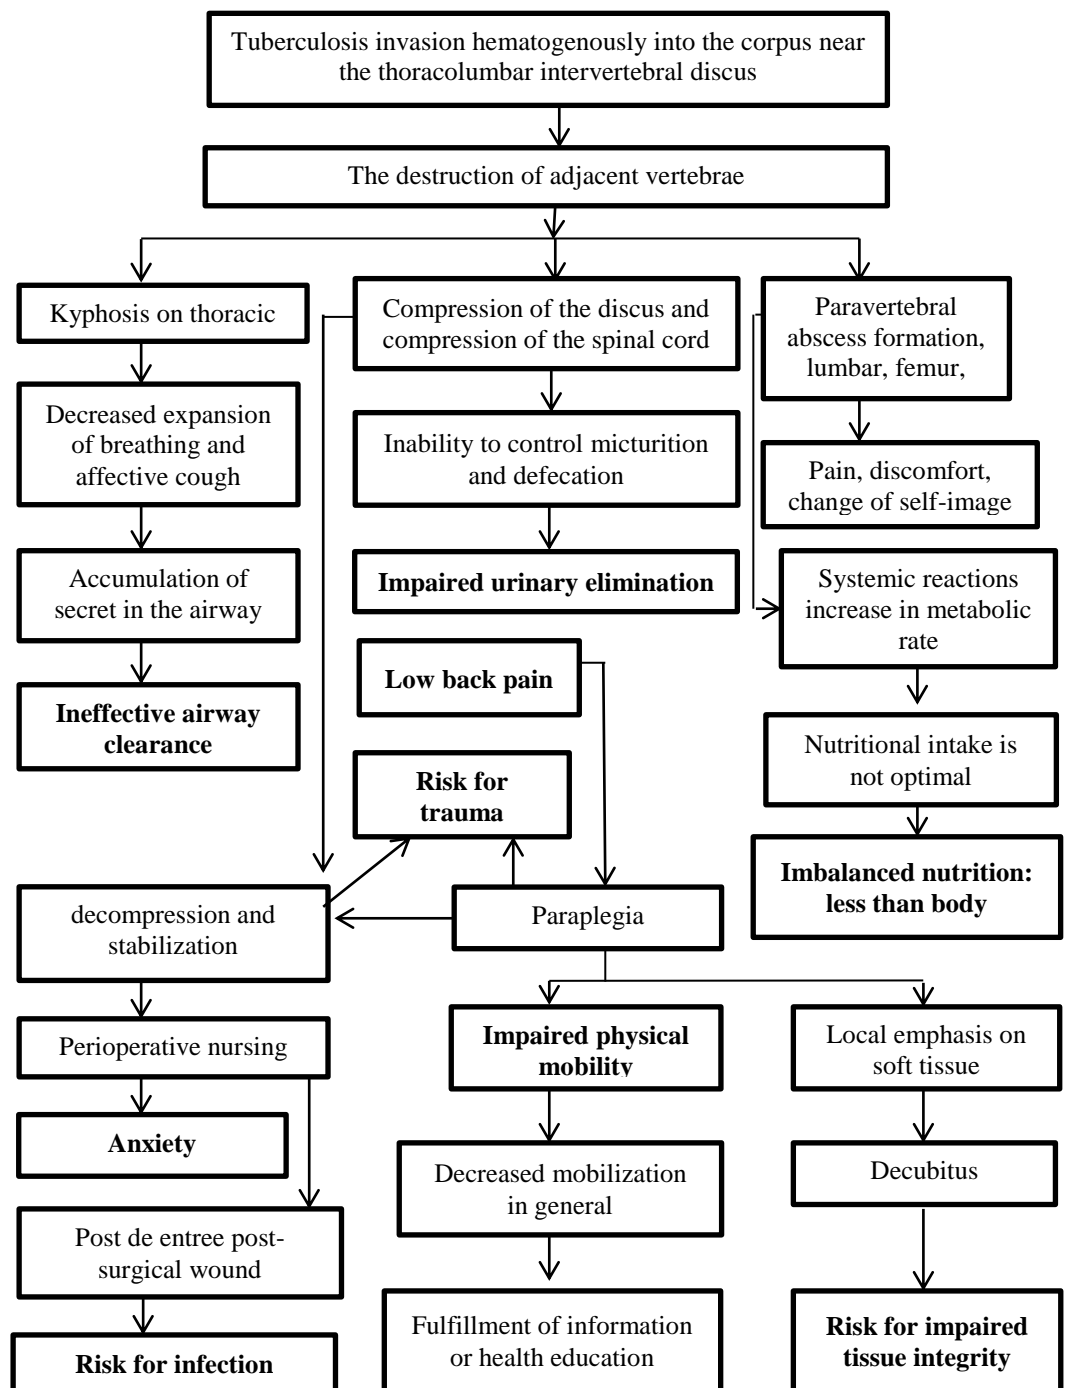 Tuberculosis invasion hematogenously into the corpus near
the thoracolumbar intervertebral discus
The destruction of adjacent vertebrae
Kyphosis on thoracic
Compression of the discus and
compression of the spinal cord
Paravertebral
abscess formation,
lumbar, femur,
Decreased expansion
of breathing and
affective cough
Inability to control micturition
and defecation
Pain, discomfort,
change of self-image
Accumulation of
secret in the airway
Impaired urinary elimination
Systemic reactions
increase in metabolic
rate
Low back pain
Ineffective airway
clearance
Nutritional intake is
not optimal
Risk for
trauma
Imbalanced nutrition:
less than body
decompression and
stabilization
Paraplegia
Perioperative nursing
Impaired physical
mobility
Local emphasis on
soft tissue
Anxiety
Decreased mobilization
in general
Decubitus
Post de entree post-
surgical wound
Fulfillment of information
or health education
Risk for impaired
tissue integrity
Risk for infection